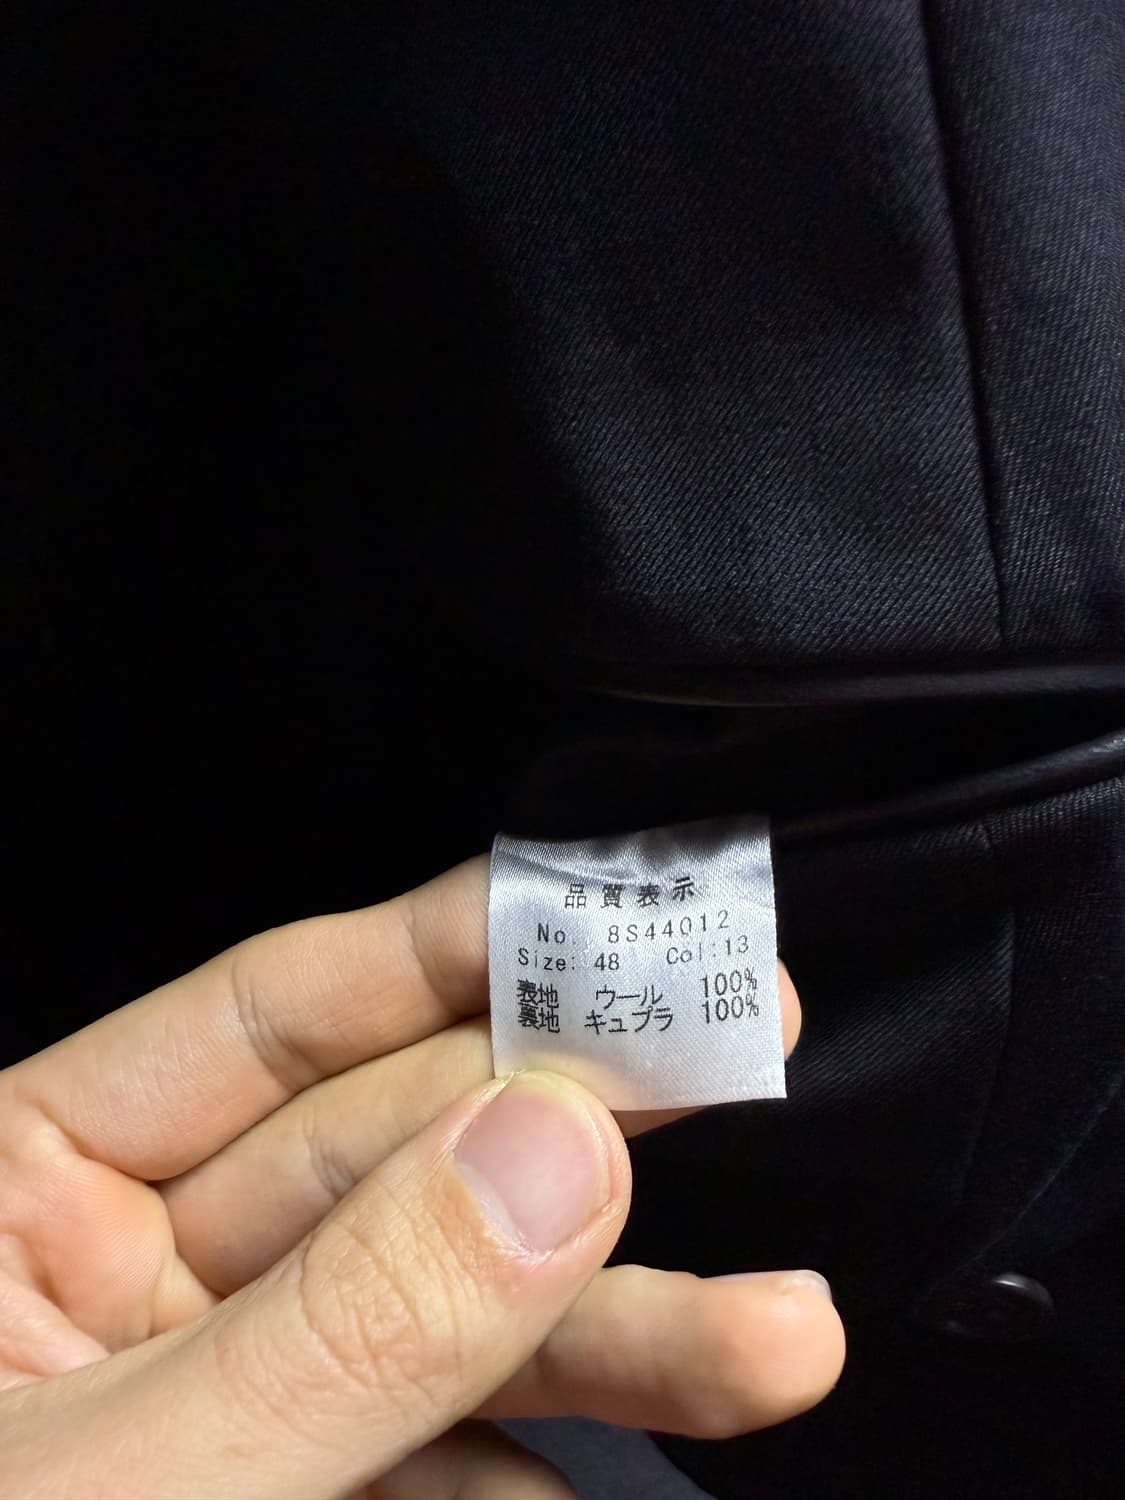 品質表示
No. 8S44012
Size: 48 Col:13
表地 ウール 100%
裏地 キュプラ 100%